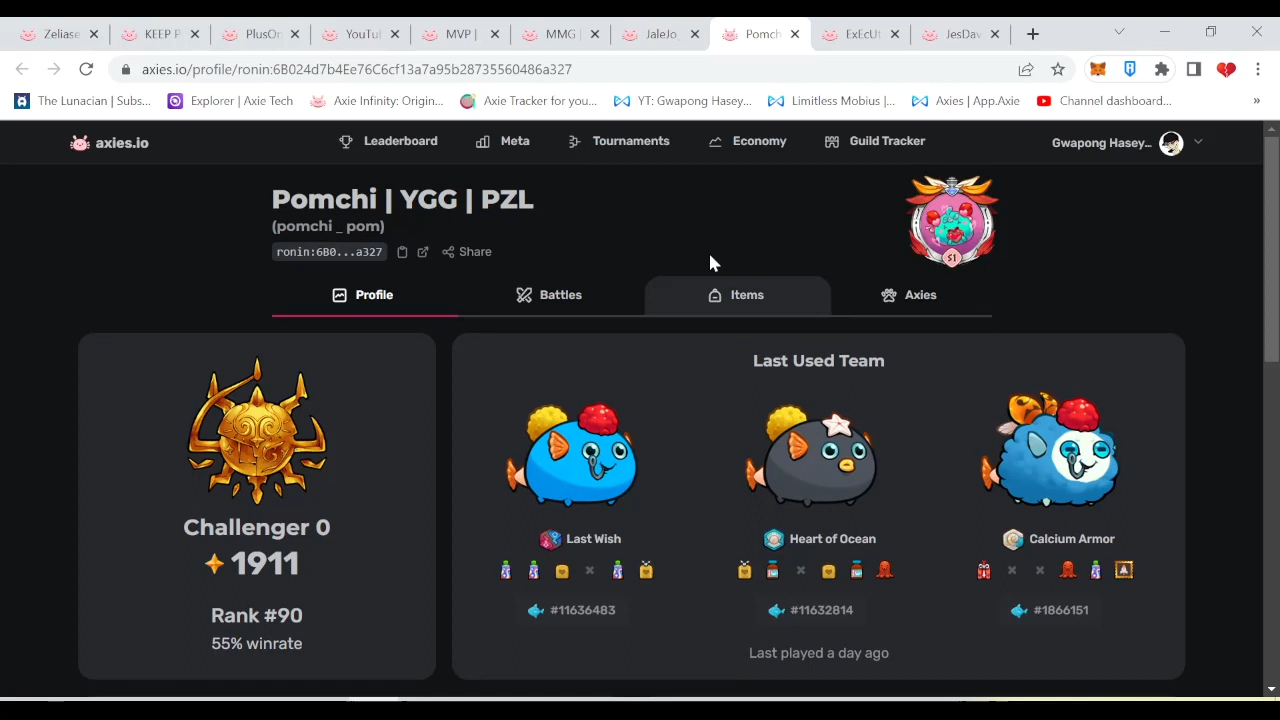 Zeliase KEEP P PlusOr YouTul MVP | MMG | JaleJo Pomch ExEcUt JesDav
axies.io/profile/ronin:6B024d7b4Ee76C6cf13a7a95b28735560486a327
The Lunacian | Subs... Explorer | Axie Tech Axie Infinity: Origin... Axie Tracker for you... YT: Gwapong Hasey... Limitless Mobius |... Axies | App.Axie Channel dashboard... »
axies.io Leaderboard Meta Tournaments Economy Guild Tracker Gwapong Hasey...
Pomchi | YGG | PZL
(pomchi _ pom)
ronin:6B0...a327 Share
S1
Profile Battles Items Axies
Last Used Team
Challenger 0
1911
Rank #90
55% winrate
Last Wish Heart of Ocean Calcium Armor
#11636483 #11632814 #1866151
Last played a day ago